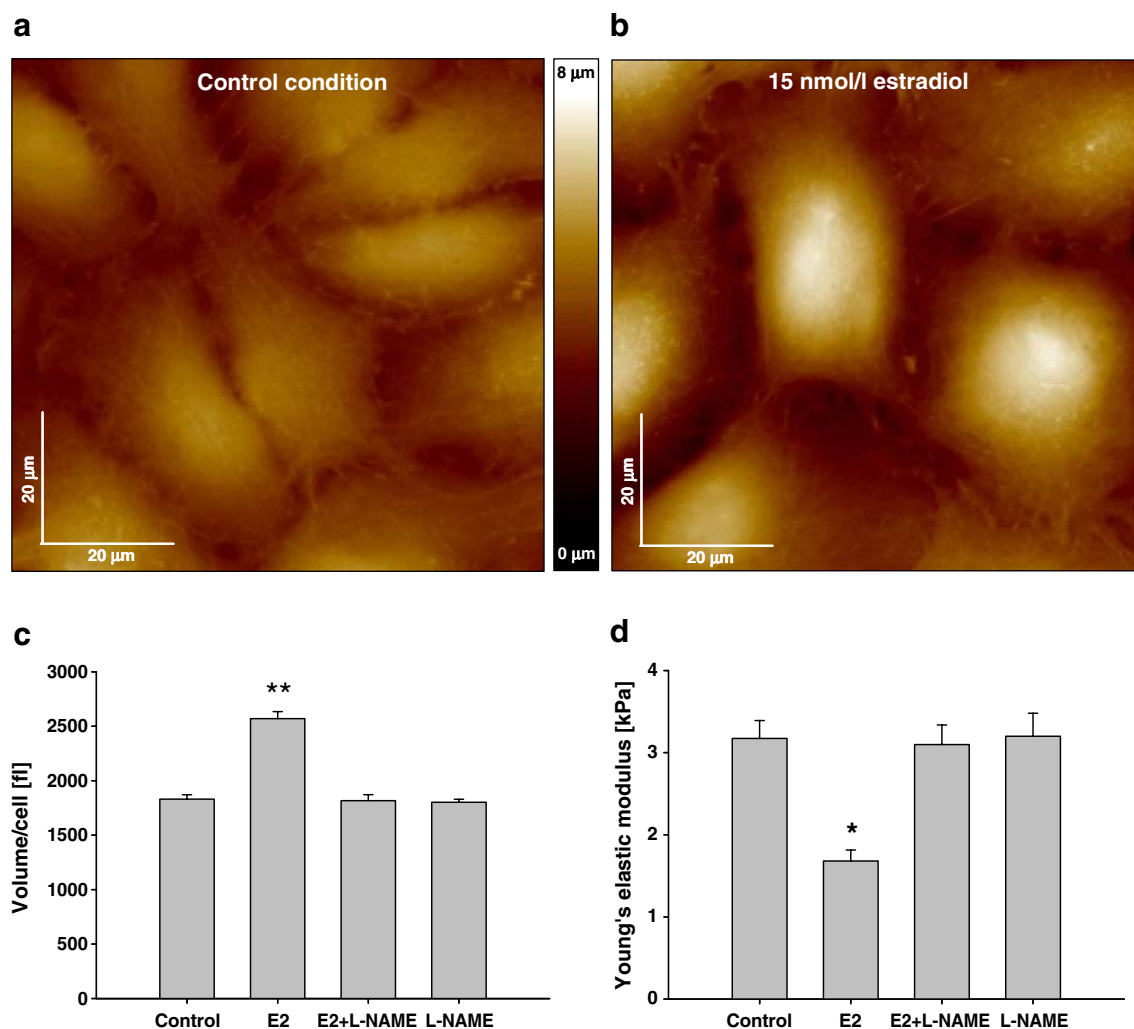 a
b
Control condition
8 µm
15 nmol/l estradiol
20 µm
20 µm
0 µm
20 µm
20 µm
c
d
Volume/cell [fl]
3000
2500
2000
1500
1000
500
0
**
Control
E2
E2+L-NAME
L-NAME
Young's elastic modulus [kPa]
4
3
2
1
0
*
Control
E2
E2+L-NAME
L-NAME